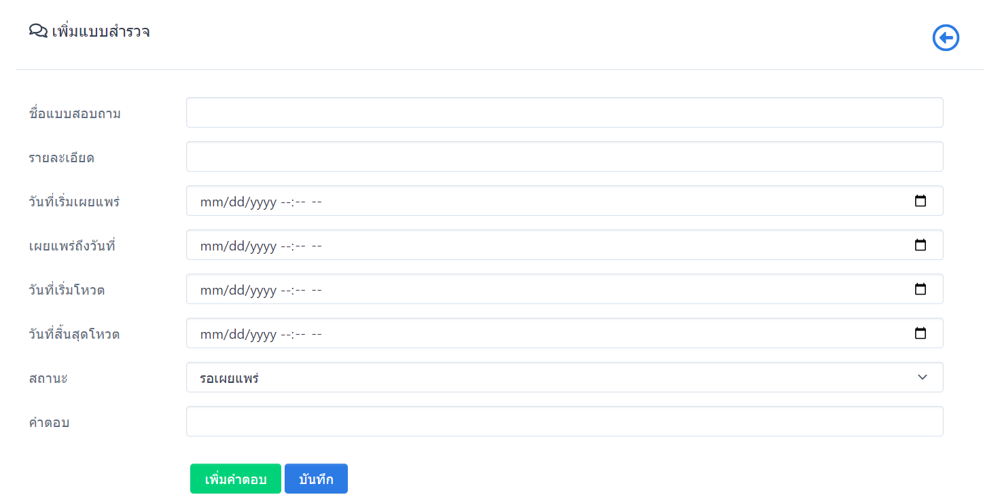 เพิ่มแบบสำรวจ
ชื่อแบบสอบถาม
รายละเอียด
วันที่เริ่มเผยแพร่ mm/dd/yyyy --:-- --
เผยแพร่ถึงวันที่ mm/dd/yyyy --:-- --
วันที่เริ่มโหวต mm/dd/yyyy --:-- --
วันที่สิ้นสุดโหวต mm/dd/yyyy --:-- --
สถานะ รอเผยแพร่
คำตอบ
เพิ่มคำตอบ บันทึก